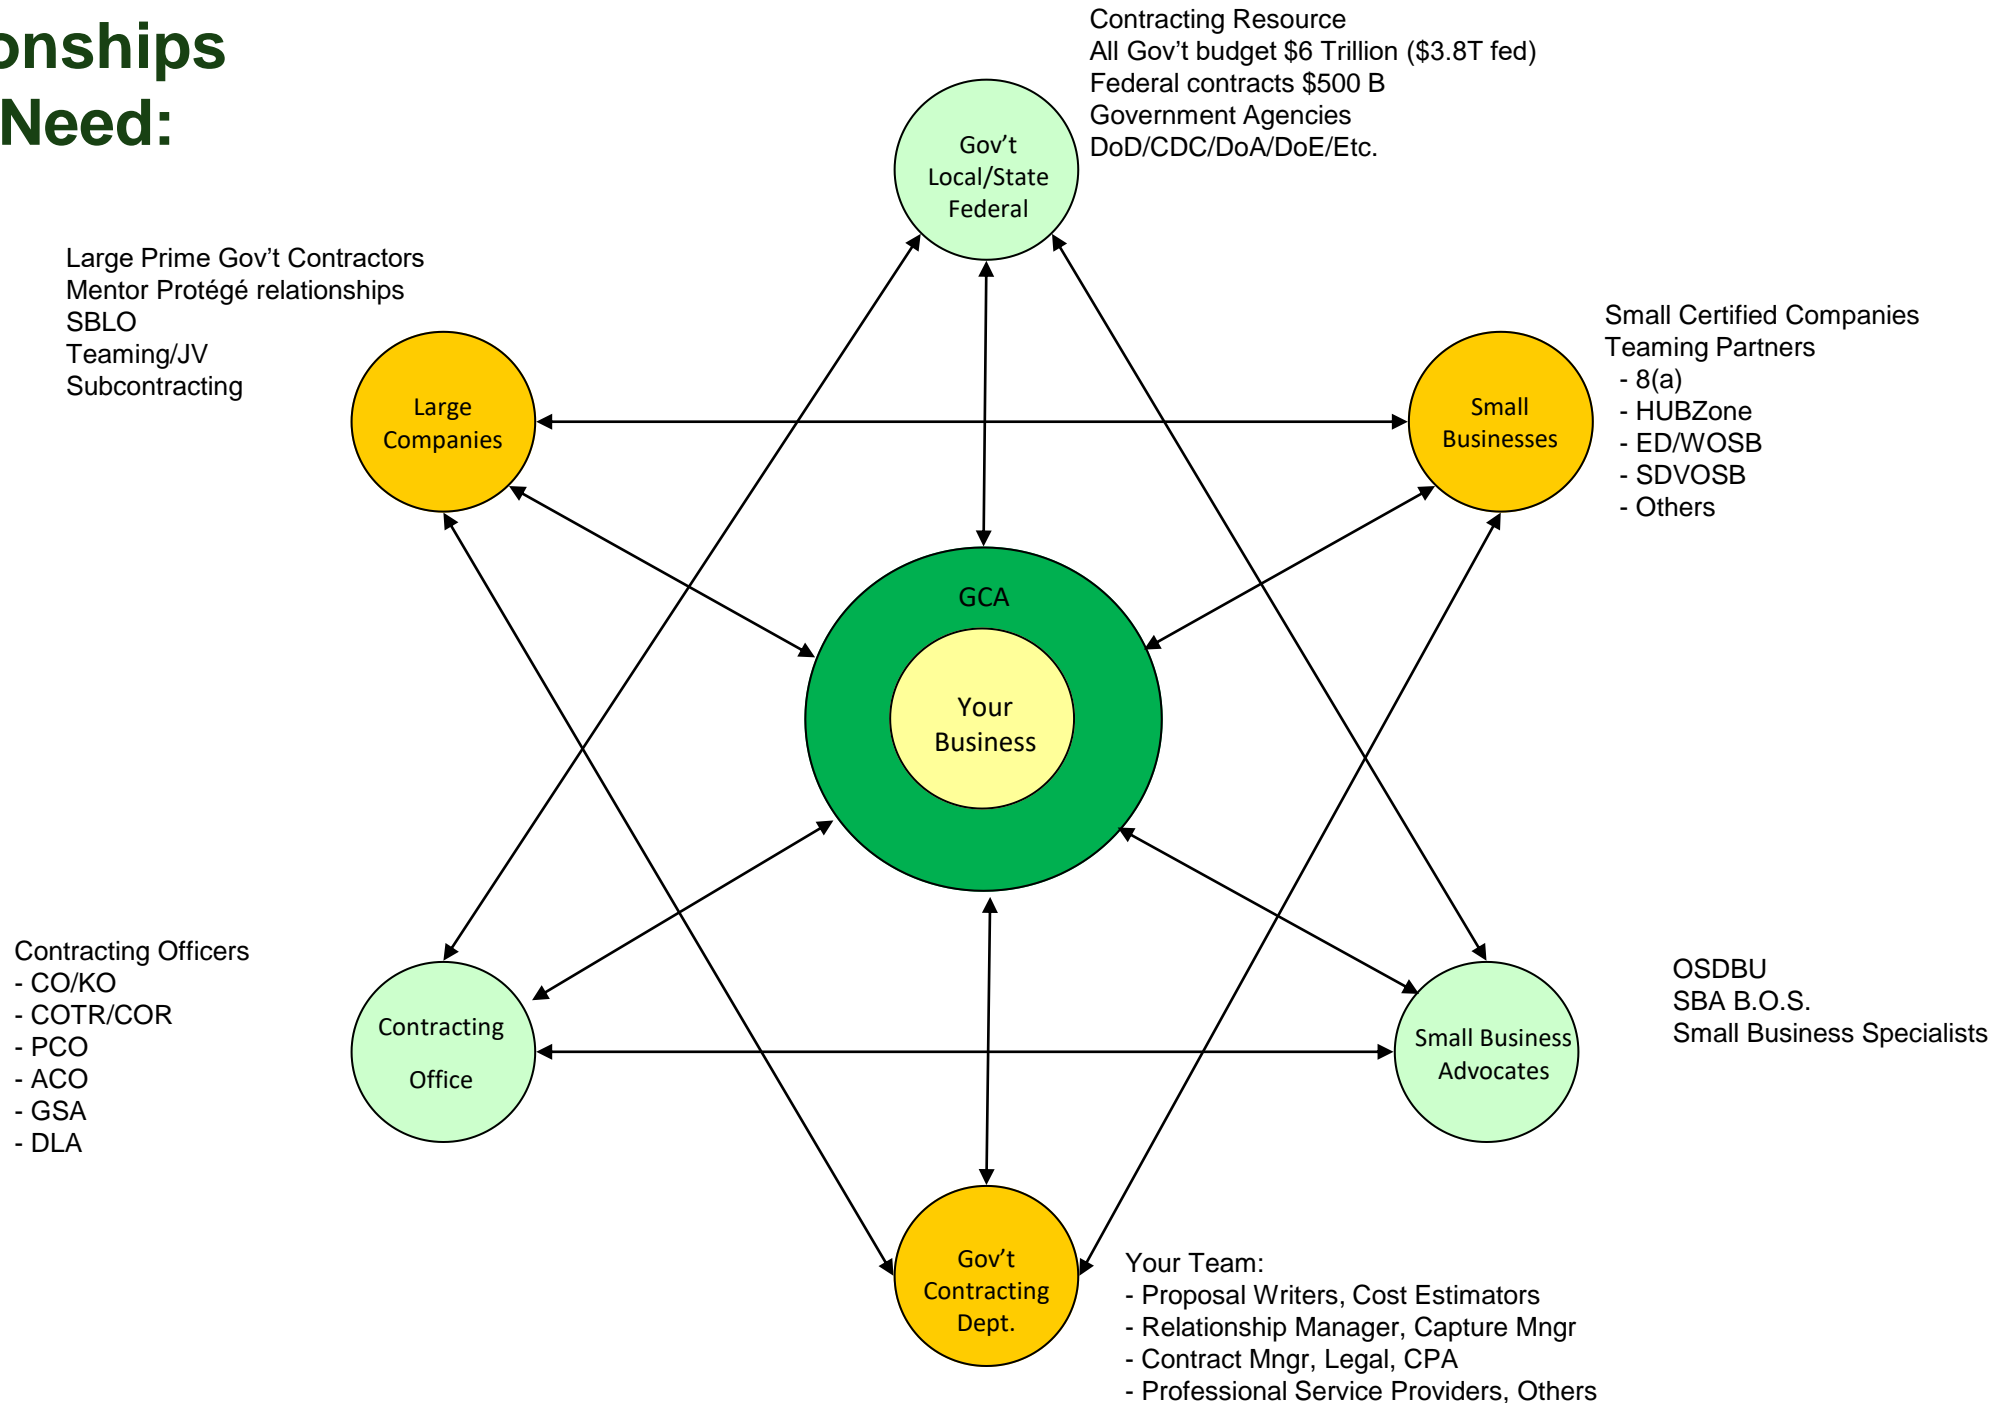 onships
Need:
Contracting Resource
All Gov’t budget $6 Trillion ($3.8T fed)
Federal contracts $500 B
Government Agencies
DoD/CDC/DoA/DoE/Etc.
Gov’t
Local/State
Federal
Large Prime Gov’t Contractors
Mentor Protégé relationships
SBLO
Teaming/JV
Subcontracting
Large
Companies
Small
Businesses
Small Certified Companies
Teaming Partners
- 8(a)
- HUBZone
- ED/WOSB
- SDVOSB
- Others
GCA
Your
Business
Contracting Officers
- CO/KO
- COTR/COR
- PCO
- ACO
- GSA
- DLA
Contracting
Office
Small Business
Advocates
OSDBU
SBA B.O.S.
Small Business Specialists
Gov’t
Contracting
Dept.
Your Team:
- Proposal Writers, Cost Estimators
- Relationship Manager, Capture Mngr
- Contract Mngr, Legal, CPA
- Professional Service Providers, Others